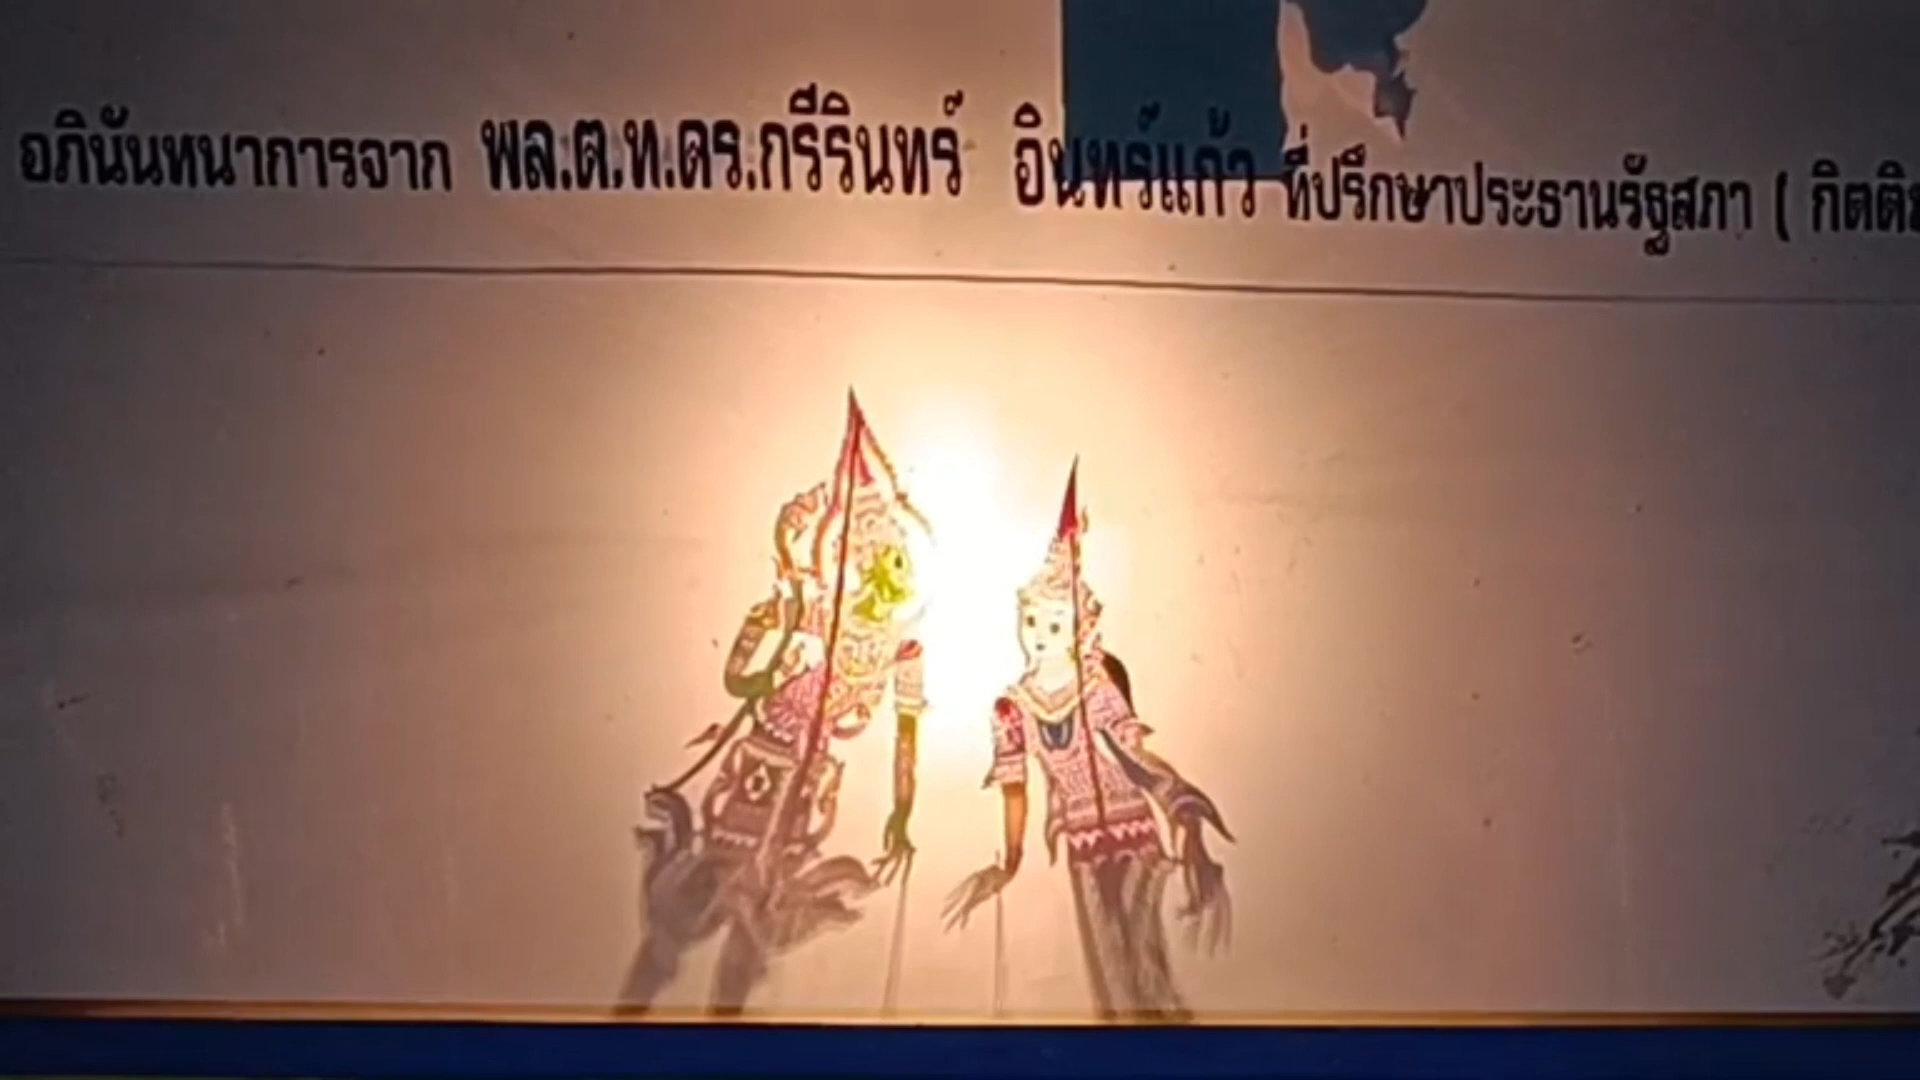 อภินันทนาการจาก พล.ต.ท.ดร.กรีรินทร์ อินทร์แก้ว ที่ปรึกษาประธานรัฐสภา (